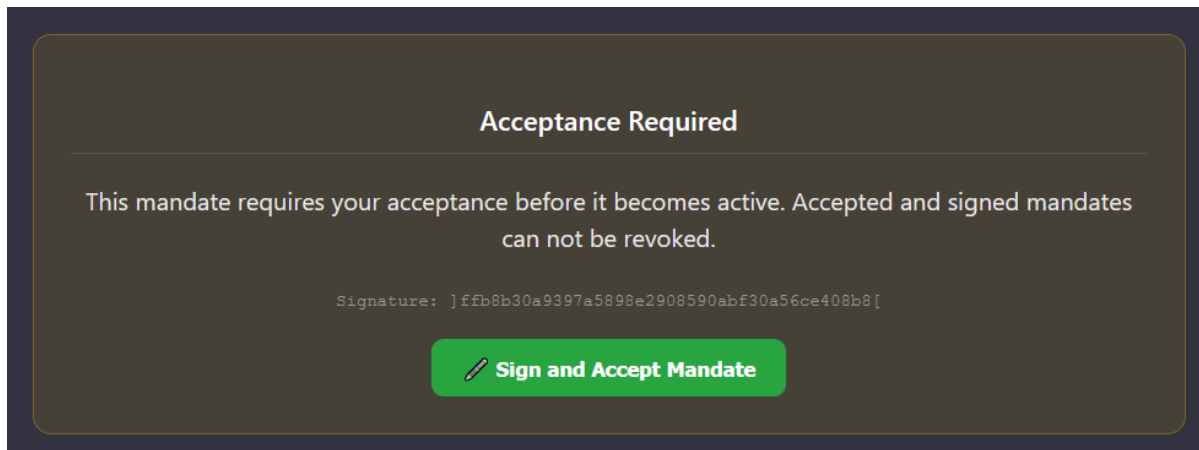 Acceptance Required
This mandate requires your acceptance before it becomes active. Accepted and signed mandates
can not be revoked.
Signature: ]ffb8b30a9397a5898e2908590abf30a56ce408b8[
Sign and Accept Mandate